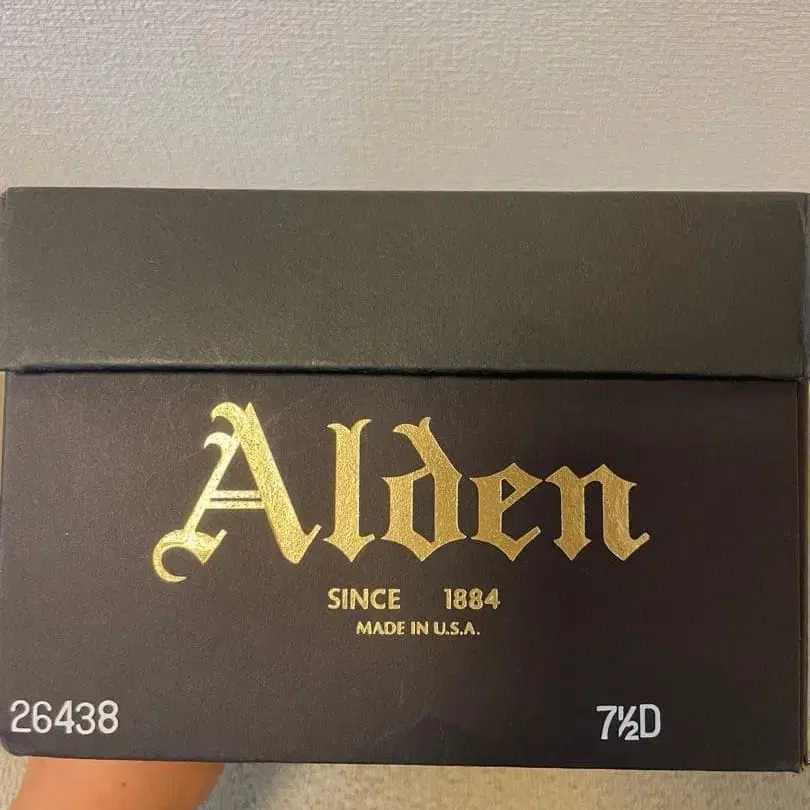 Alden
SINCE 1884
MADE IN U.S.A.
26438 7½D